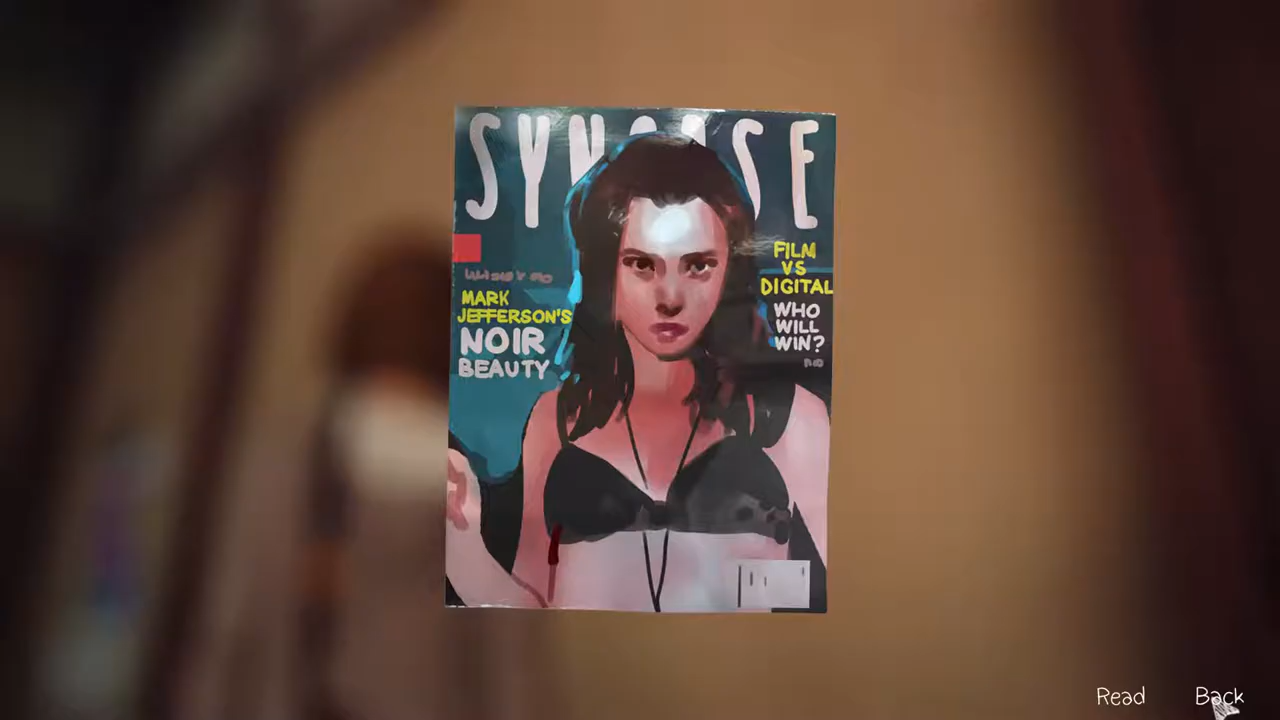 MARK
JEFFERSON'S
NOIR
BEAUTY
FILM
VS
DIGITAL
WHO
WILL
WIN?
Read Back